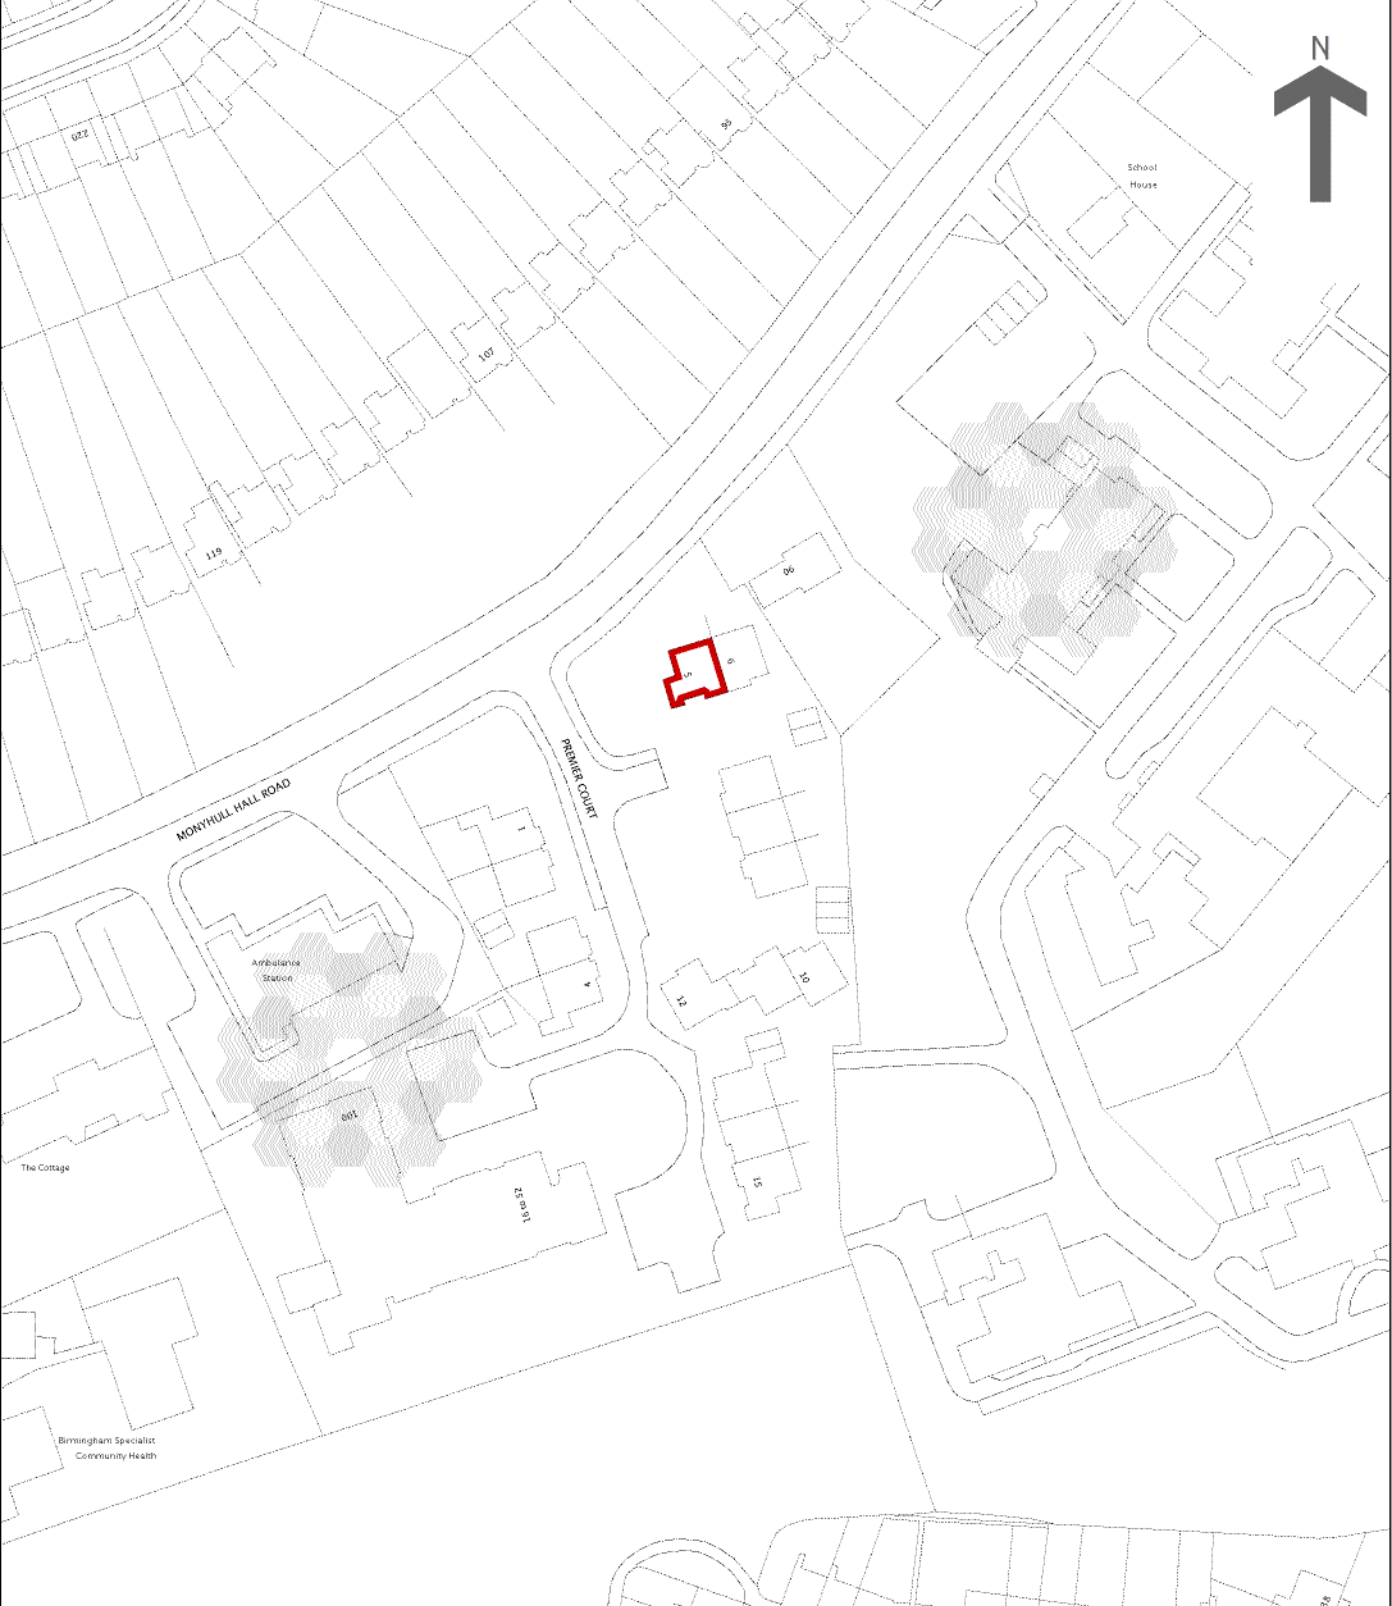 N
220
95
School
House
107
119
90
5
6
PREMIER COURT
MONYHULL HALL ROAD
1
Ambulance
Station
4
12
10
100
The Cottage
15
16 to 52
Birmingham Specialist
Community Health